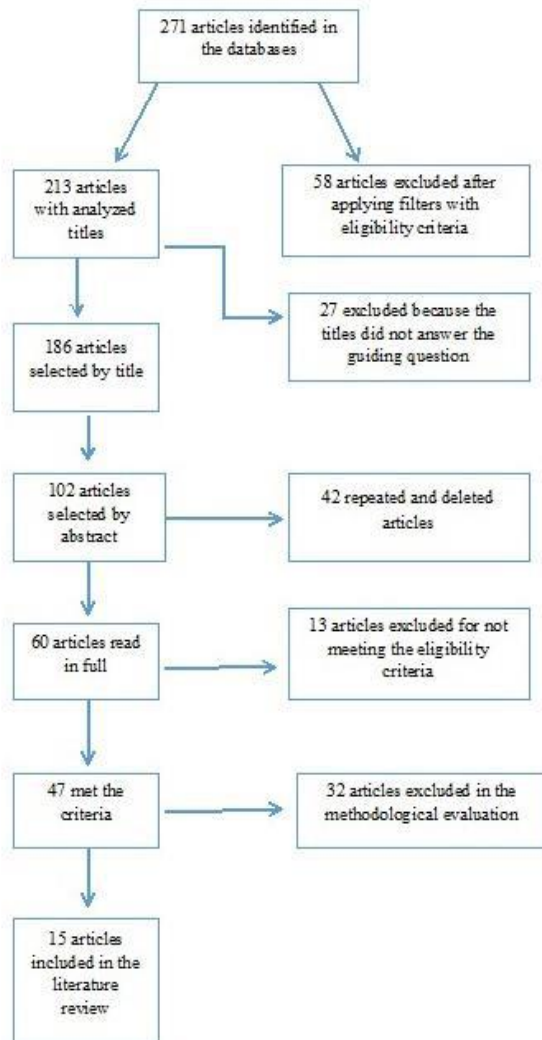 271 articles identified in
the databases
213 articles
with analyzed
titles
58 articles excluded after
applying filters with
eligibility criteria
27 excluded because the
titles did not answer the
guiding question
186 articles
selected by title
102 articles
selected by
abstract
42 repeated and deleted
articles
60 articles read
in full
13 articles excluded for not
meeting the eligibility
criteria
47 met the
criteria
32 articles excluded in the
methodological evaluation
15 articles
included in the
literature
review